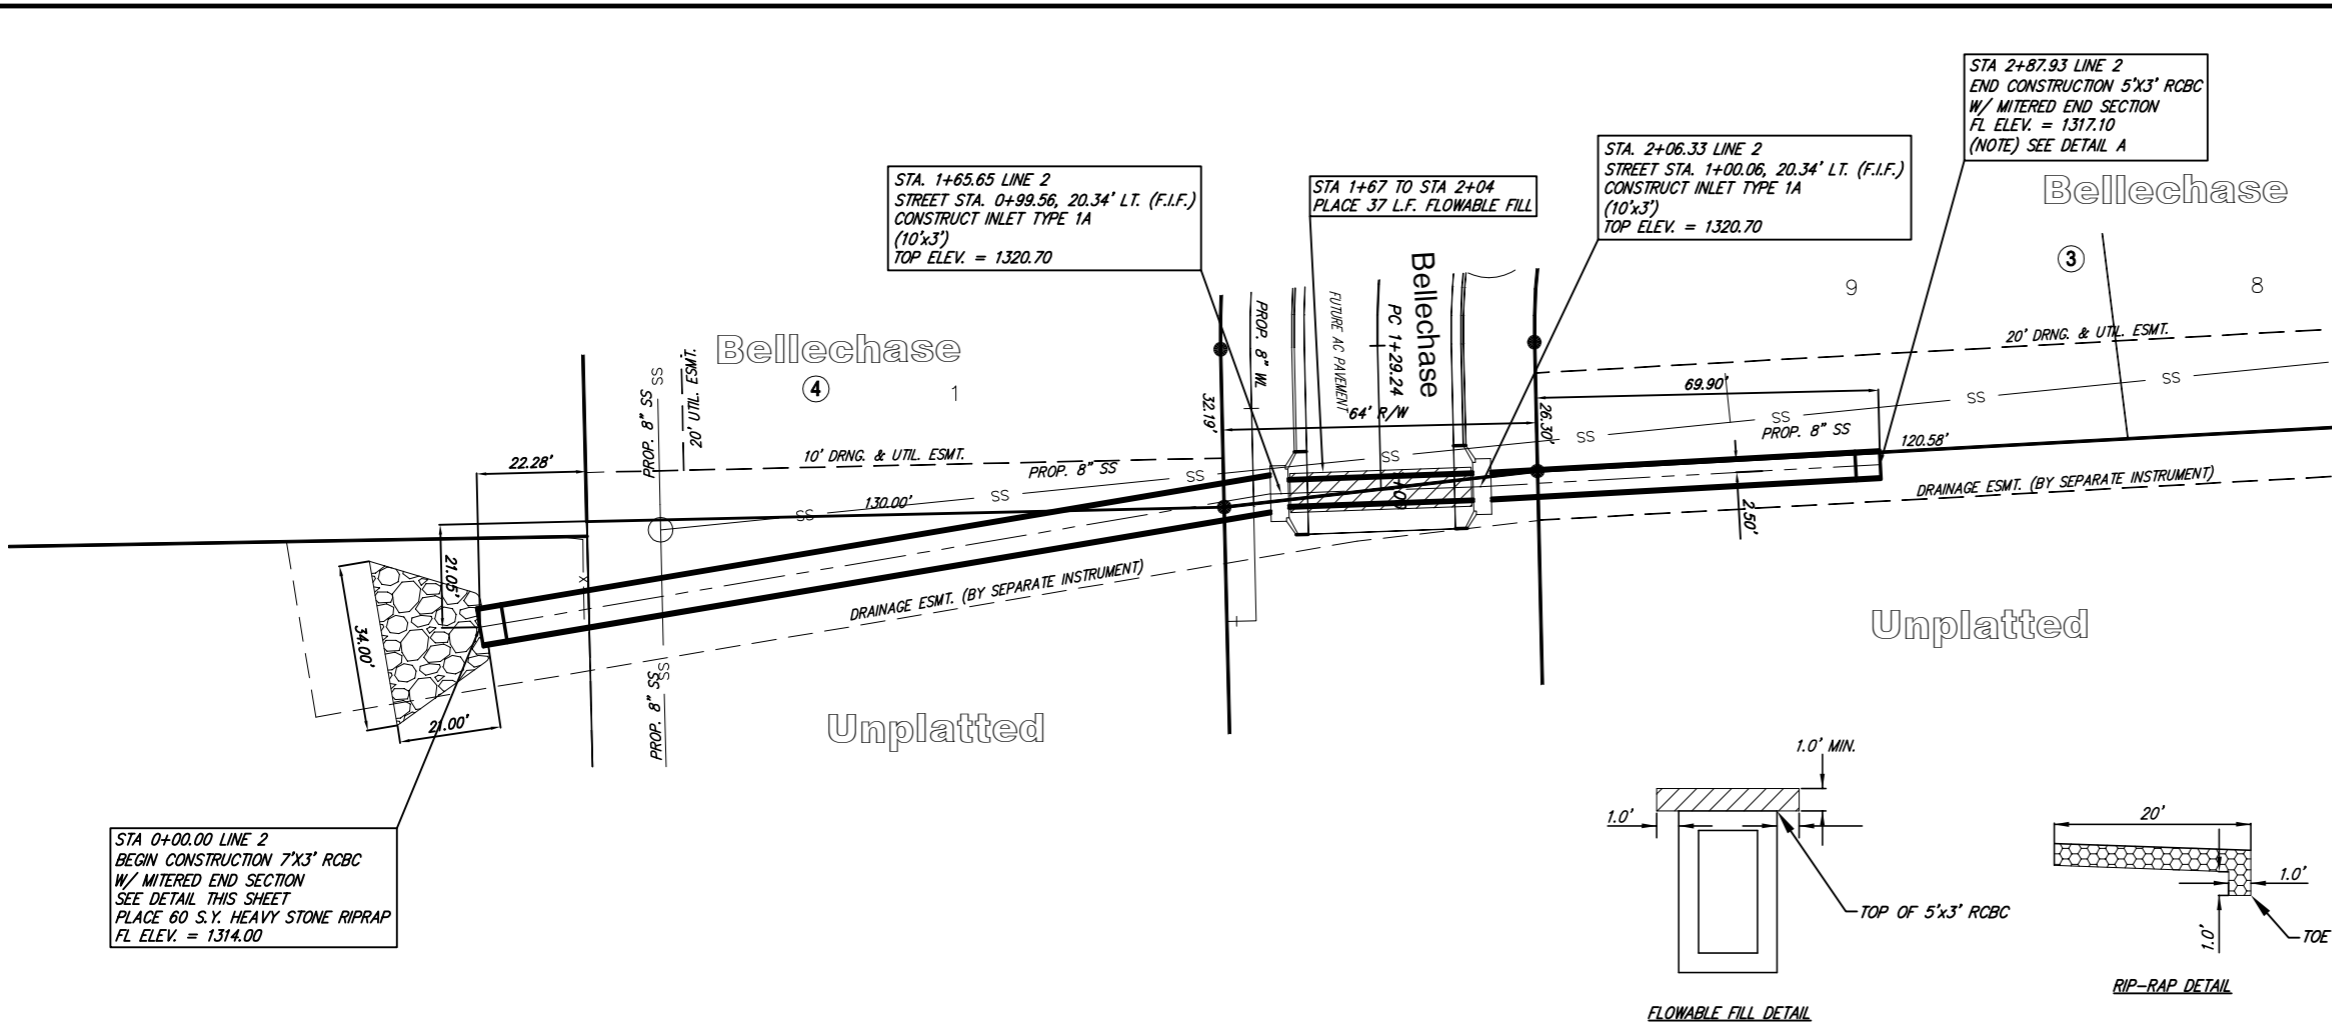 STA 2+87.93 LINE 2
END CONSTRUCTION 5'X3' RCBC
W/ MITERED END SECTION
FL ELEV. = 1317.10
(NOTE) SEE DETAIL A
STA. 2+06.33 LINE 2
STREET STA. 1+00.06, 20.34' LT. (F.I.F.)
CONSTRUCT INLET TYPE 1A
(10'x3')
TOP ELEV. = 1320.70
STA. 1+65.65 LINE 2
STREET STA. 0+99.56, 20.34' LT. (F.I.F.)
CONSTRUCT INLET TYPE 1A
(10'x3')
TOP ELEV. = 1320.70
STA 1+67 TO STA 2+04
PLACE 37 L.F. FLOWABLE FILL
Bellechase
3
9
8
20' DRNG. & UTIL. ESMT.
Bellechase
PC 1+29.24
FUTURE AC PAVEMENT
PROP. 8" WL
64' R/W
32.19'
26.30'
69.90'
SS
SS
SS
SS
PROP. 8" SS
120.58'
DRAINAGE ESMT. (BY SEPARATE INSTRUMENT)
2.50'
Bellechase
4
1
20' UTIL. ESMT.
PROP. 8" SS
SS
10' DRNG. & UTIL. ESMT.
PROP. 8" SS
SS
SS
SS
SS
130.00'
22.28'
21.05'
34.00'
21.00'
X
DRAINAGE ESMT. (BY SEPARATE INSTRUMENT)
PROP. 8" SS
SS
Unplatted
Unplatted
STA 0+00.00 LINE 2
BEGIN CONSTRUCTION 7'X3' RCBC
W/ MITERED END SECTION
SEE DETAIL THIS SHEET
PLACE 60 S.Y. HEAVY STONE RIPRAP
FL ELEV. = 1314.00
1.0' MIN.
1.0'
TOP OF 5'x3' RCBC
FLOWABLE FILL DETAIL
20'
1.0'
1.0'
TOE
RIP-RAP DETAIL